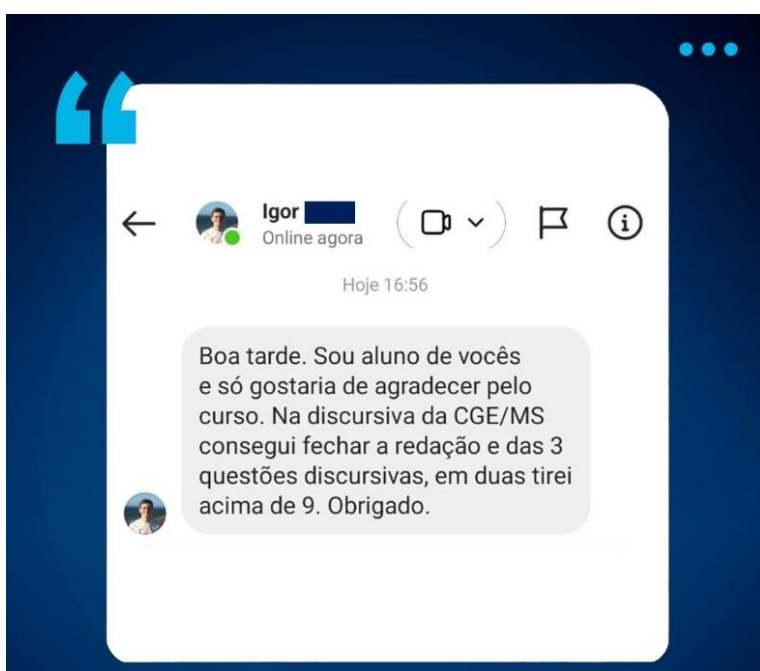 “
Igor
Online agora
Hoje 16:56
Boa tarde. Sou aluno de vocês
e só gostaria de agradecer pelo
curso. Na discursiva da CGE/MS
consegui fechar a redação e das 3
questões discursivas, em duas tirei
acima de 9. Obrigado.